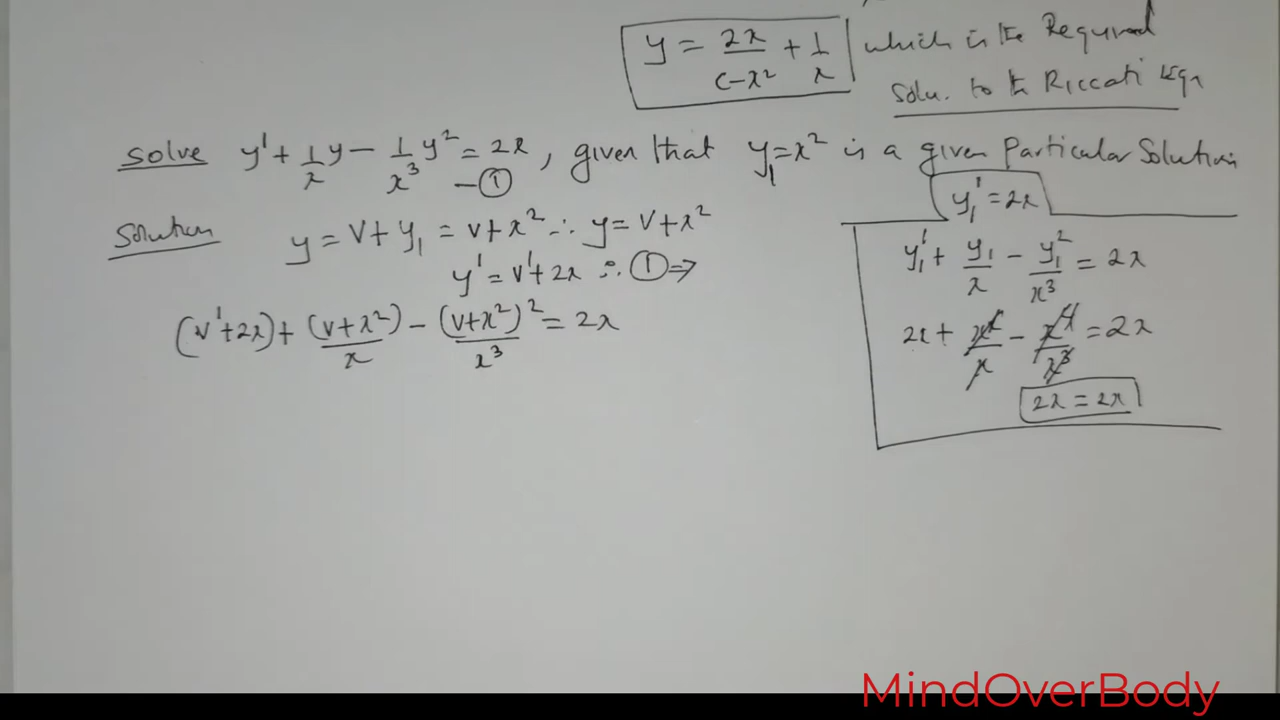 y = 2x/(c-x²) + 1/x which is the Required
Solu. to the Riccati Eqn
Solve y' + 1/x y - 1/x³ y² = 2x, given that y₁=x² is a given Particular Solution
—①
y₁' = 2x
Solution y = v + y₁ = v + x² ∴ y = v + x²
y' = v' + 2x ∴ ① ⇒
(v'+2x) + (v+x²)/x - (v+x²)²/x³ = 2x
y₁' + y₁/x - y₁²/x³ = 2x
2x + x²/x - x⁴/x³ = 2x
2x = 2x
MindOverBody